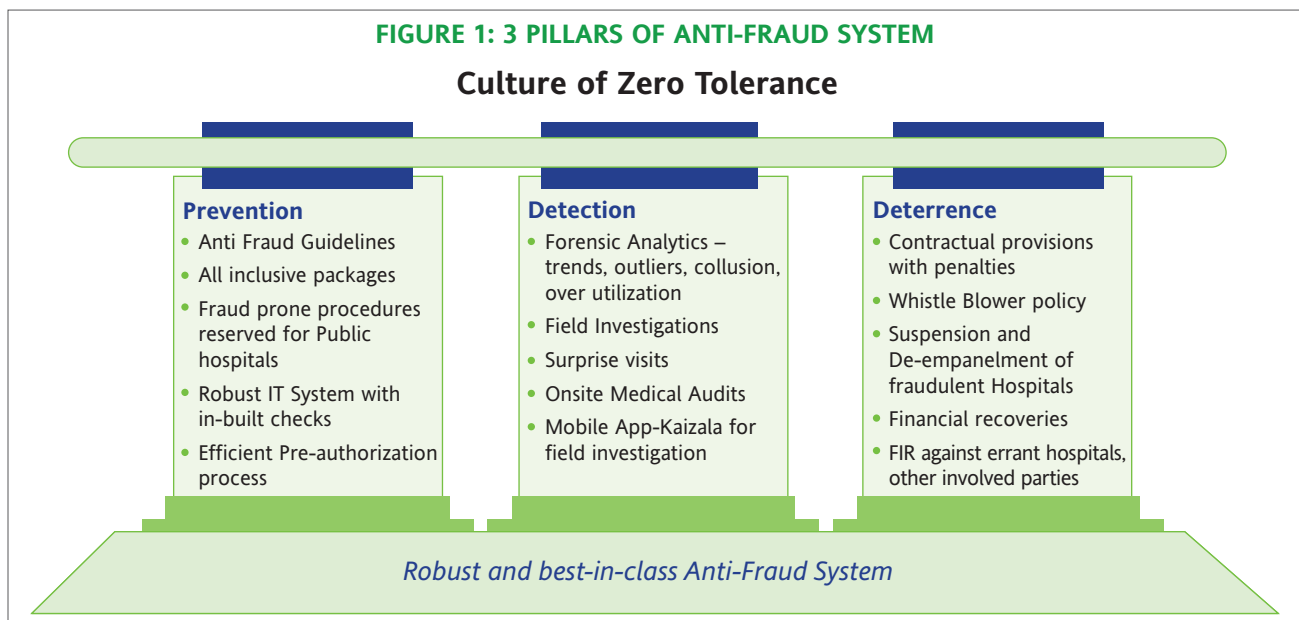 FIGURE 1: 3 PILLARS OF ANTI-FRAUD SYSTEM
Culture of Zero Tolerance
Prevention
• Anti Fraud Guidelines
• All inclusive packages
• Fraud prone procedures
reserved for Public
hospitals
• Robust IT System with
in-built checks
• Efficient Pre-authorization
process
Detection
• Forensic Analytics –
trends, outliers, collusion,
over utilization
• Field Investigations
• Surprise visits
• Onsite Medical Audits
• Mobile App-Kaizala for
field investigation
Deterrence
• Contractual provisions
with penalties
• Whistle Blower policy
• Suspension and
De-empanelment of
fraudulent Hospitals
• Financial recoveries
• FIR against errant hospitals,
other involved parties
Robust and best-in-class Anti-Fraud System